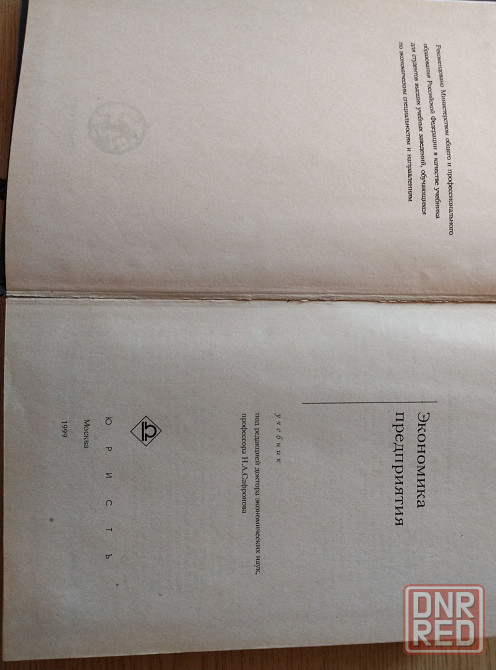 Рекомендовано Министерством общего и профессионального
образования Российской Федерации в качестве учебника
для студентов высших учебных заведений, обучающихся
по экономическим специальностям и направлениям
Экономика
предприятия
учебник
под редакцией доктора экономических наук,
профессора Н.А.Сафронова
ЮРИСТЪ
Москва
1999
DNR
RED